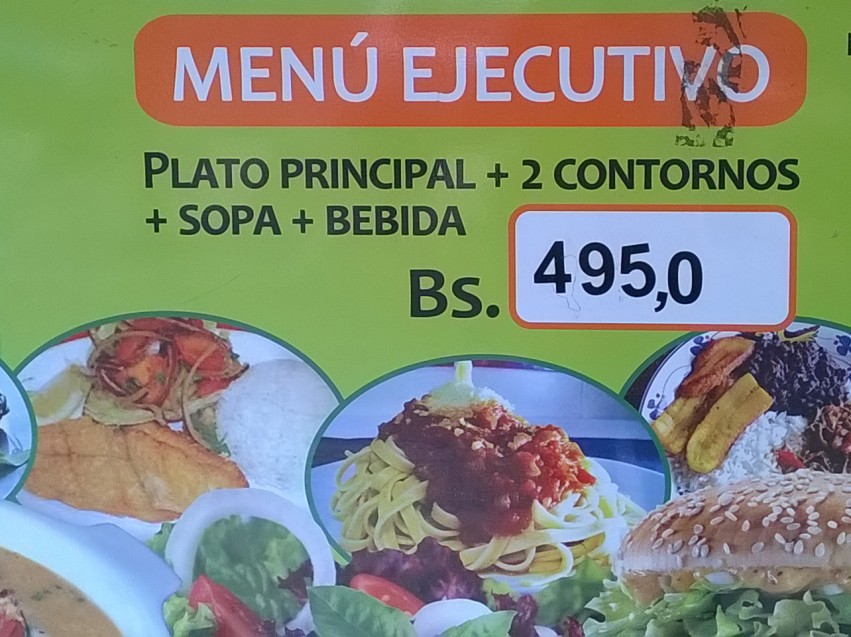 MENÚ EJECUTIVO
PLATO PRINCIPAL + 2 CONTORNOS
+ SOPA + BEBIDA
Bs. 495,0